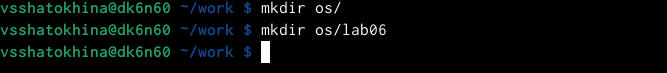 vsshatokhina@dk6n60 ~/work $ mkdir os/
vsshatokhina@dk6n60 ~/work $ mkdir os/lab06
vsshatokhina@dk6n60 ~/work $